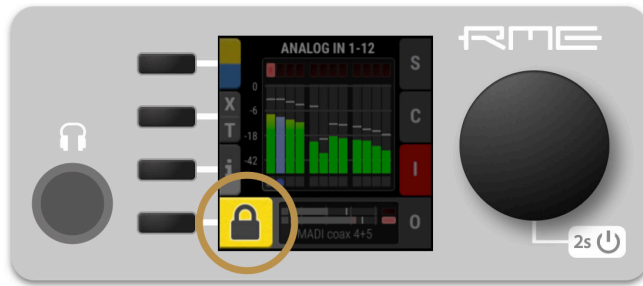 RME
ANALOG IN 1-12
S
0
X
-6
C
T
-18
i
-42
I
MADI coax 4+5
O
2s